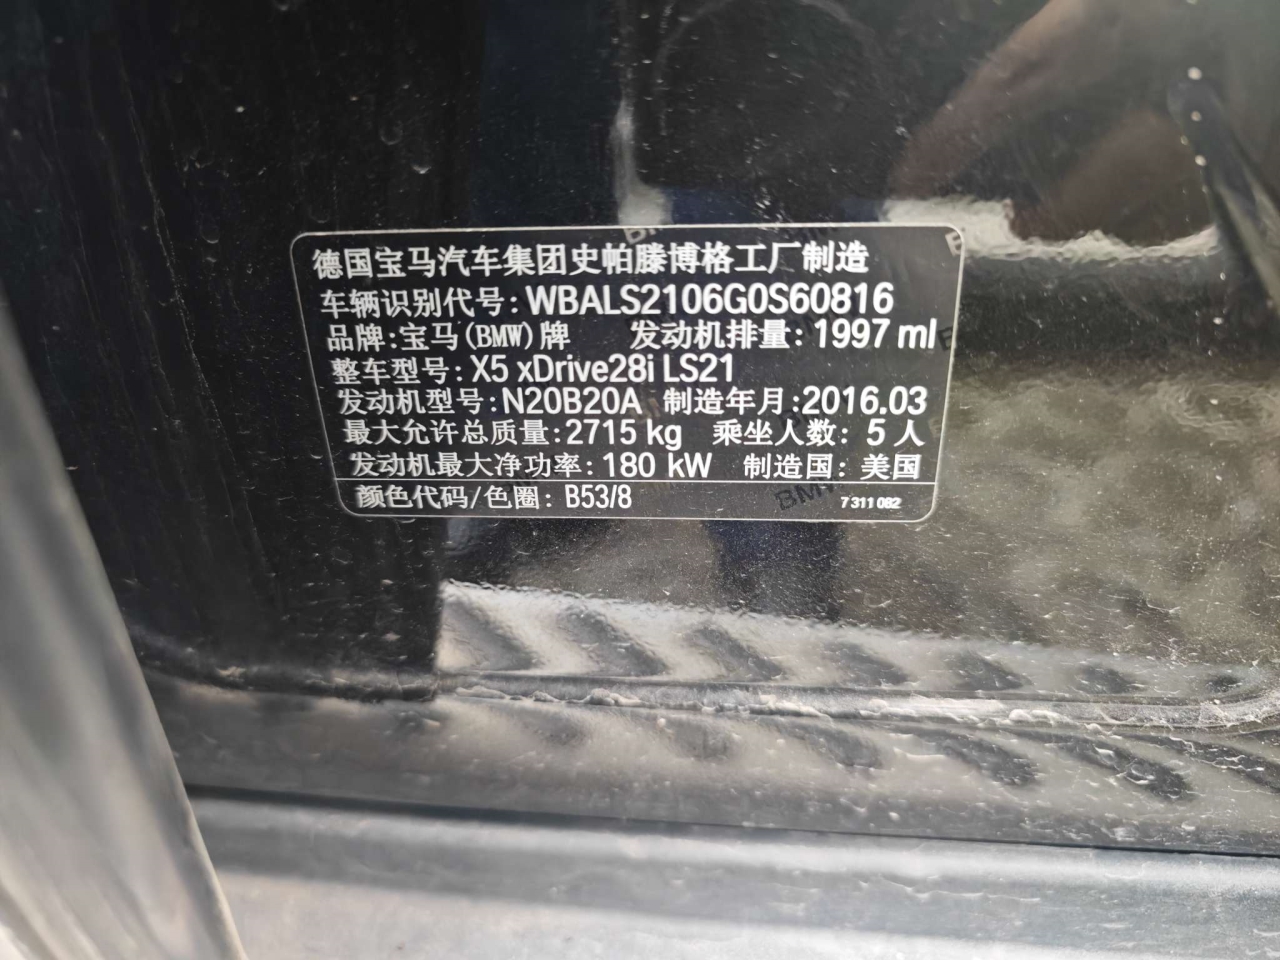 德国宝马汽车集团史帕滕博格工厂制造
车辆识别代号: WBALS2106G0S60816
品牌: 宝马(BMW)牌 发动机排量: 1997 ml
整车型号: X5 xDrive28i LS21
发动机型号: N20B20A 制造年月: 2016.03
最大允许总质量: 2715 kg 乘坐人数: 5 人
发动机最大净功率: 180 kW 制造国: 美国
颜色代码/色圈: B53/8 7 311 082